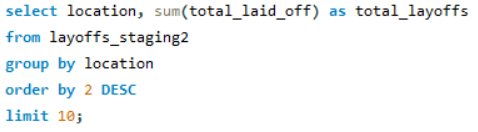 select location, sum(total_laid_off) as total_layoffs
from layoffs_staging2
group by location
order by 2 DESC
limit 10;